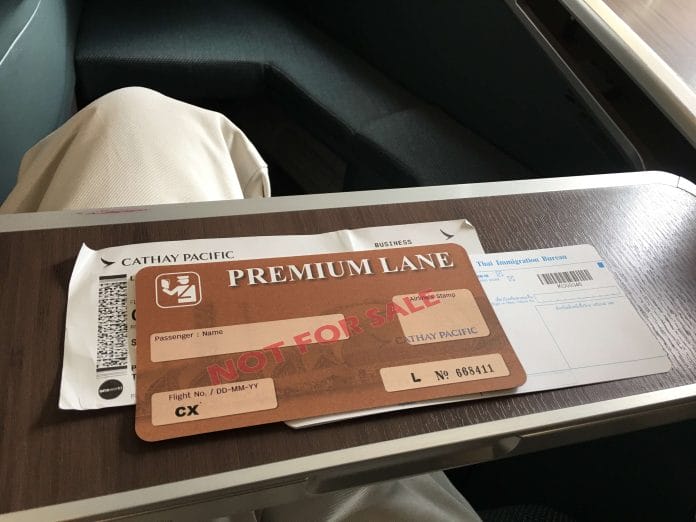 CATHAY PACIFIC
BUSINESS
PREMIUM LANE
Passenger : Name
Airline's Stamp
CATHAY PACIFIC
NOT FOR SALE
Flight No. / DD-MM-YY
CX
L Nº 668411
Thai Immigration Bureau